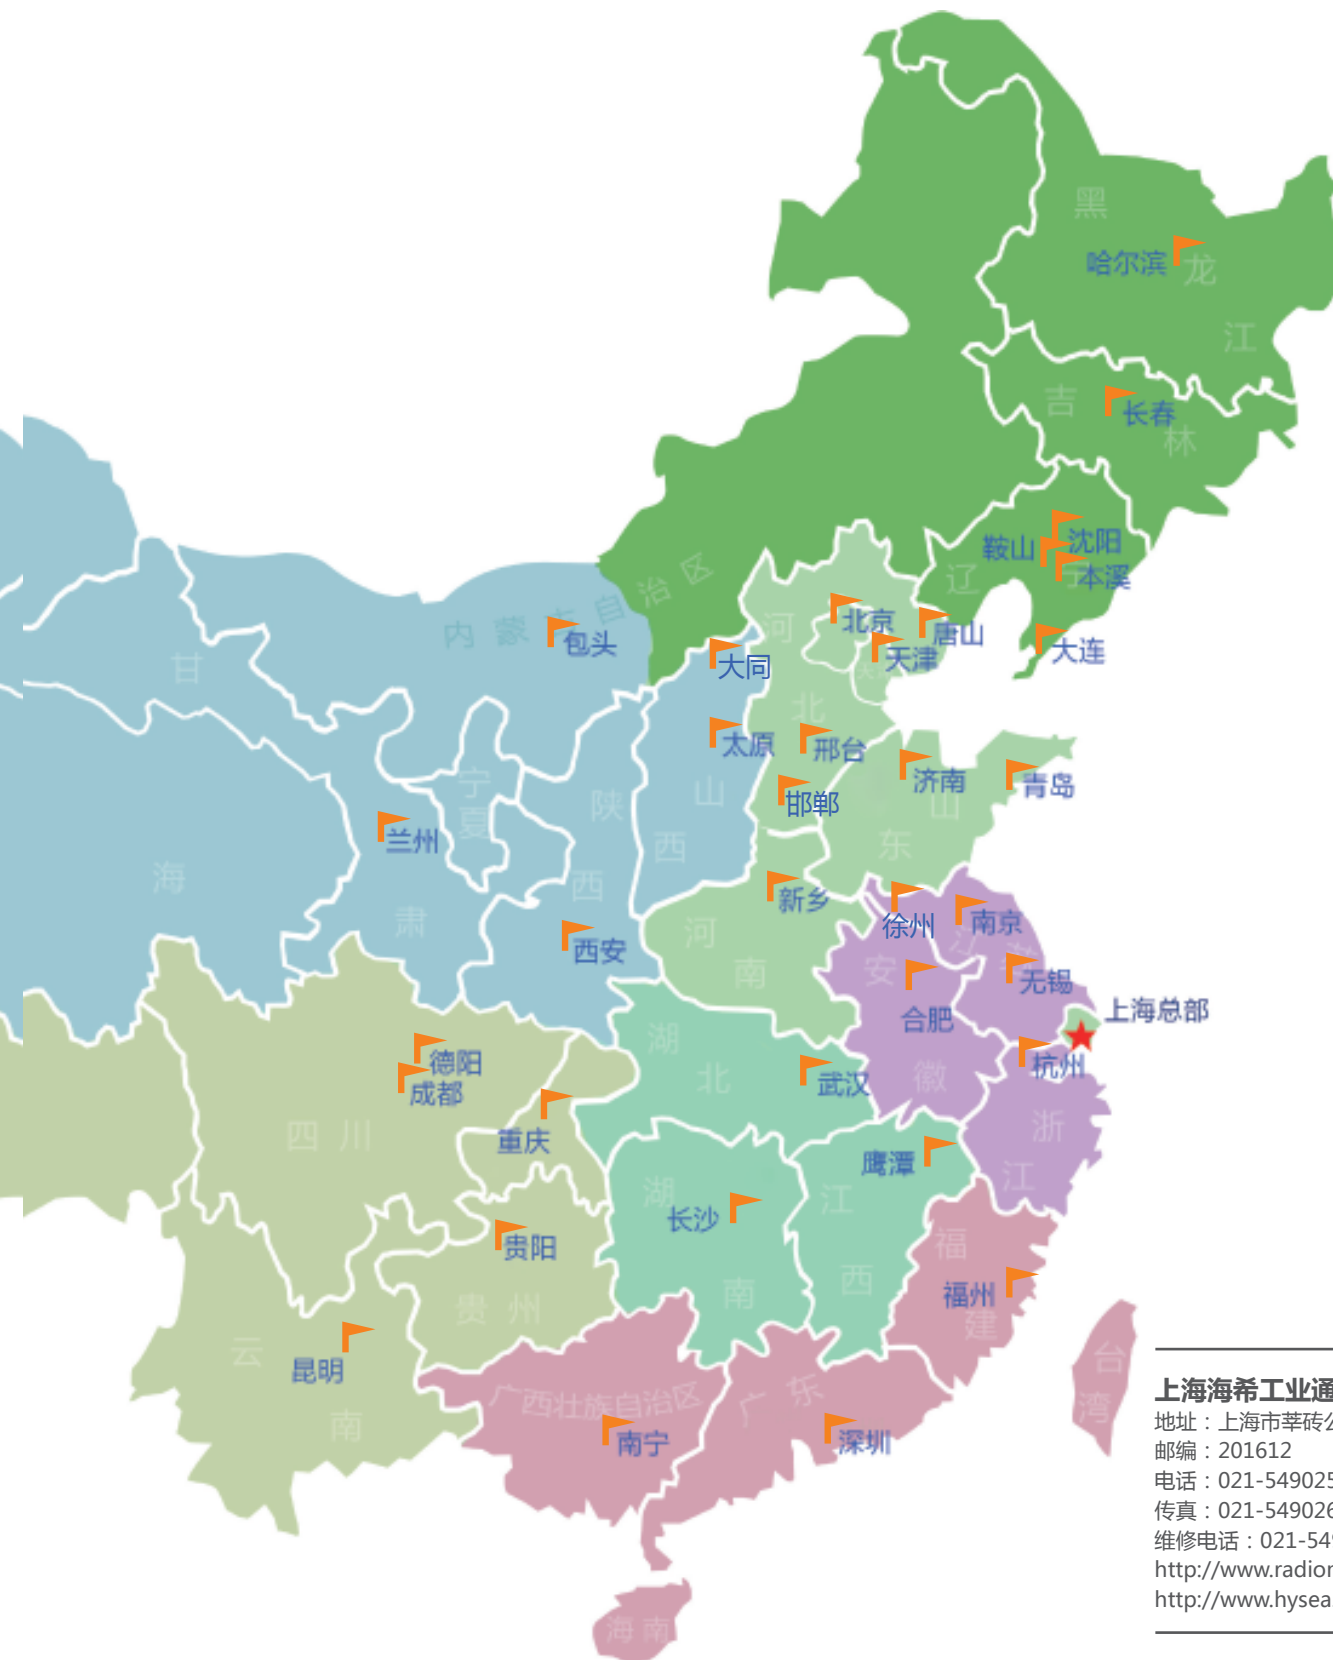 黑
龙
江
哈尔滨
吉
林
长春
沈阳
鞍山
本溪
辽
宁
大连
内蒙古自治区
包头
北京
唐山
天津
河
北
大同
太原
邢台
邯郸
济南
青岛
山
东
甘
肃
宁
夏
陕
西
山
西
兰州
海
西安
新乡
河
南
徐州
南京
江
苏
无锡
安
徽
合肥
上海总部
杭州
浙
江
德阳
成都
四川
重庆
湖
北
武汉
鹰潭
江
西
湖
南
长沙
贵阳
贵州
福
建
福州
云
南
昆明
广西壮族自治区
南宁
广东
深圳
台
湾
海南
上海海希工业通
地址：上海市莘砖公
邮编：201612
电话：021-549025
传真：021-549026
维修电话：021-549
http://www.radior
http://www.hysea